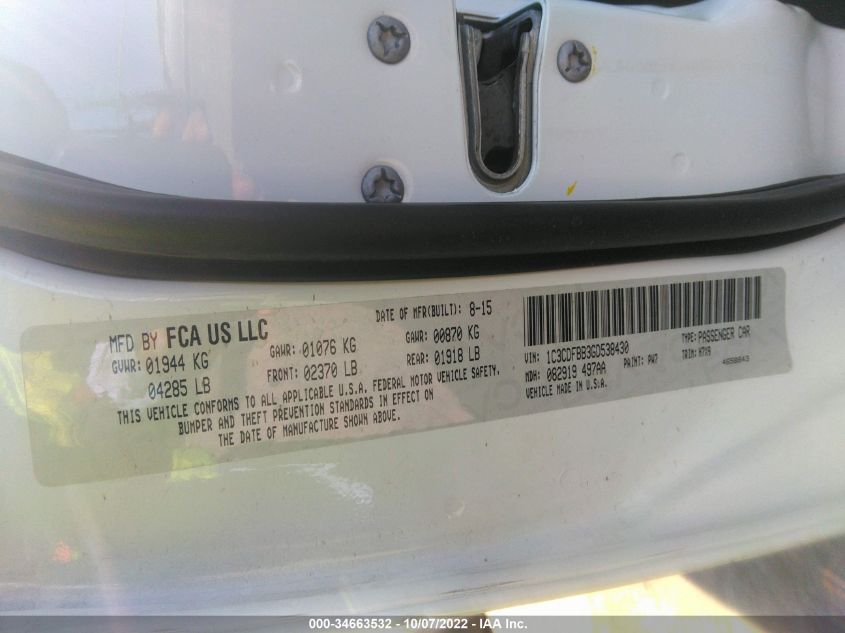 MFD BY FCA US LLC
DATE OF MFR(BUILT): 8-15
GVWR: 01944 KG
04285 LB
GAWR: 01076 KG
FRONT: 02370 LB
GAWR: 00870 KG
REAR: 01918 LB
THIS VEHICLE CONFORMS TO ALL APPLICABLE U.S.A. FEDERAL MOTOR VEHICLE SAFETY,
BUMPER AND THEFT PREVENTION STANDARDS IN EFFECT ON
THE DATE OF MANUFACTURE SHOWN ABOVE.
VIN: 1C3CDFBB3GD538430
TYPE: PASSENGER CAR
MDH: 082919 497AA
PAINT: PW7
TRIM: H7X9
VEHICLE MADE IN U.S.A.
4658843
000-34663532 - 10/07/2022 - IAA Inc.